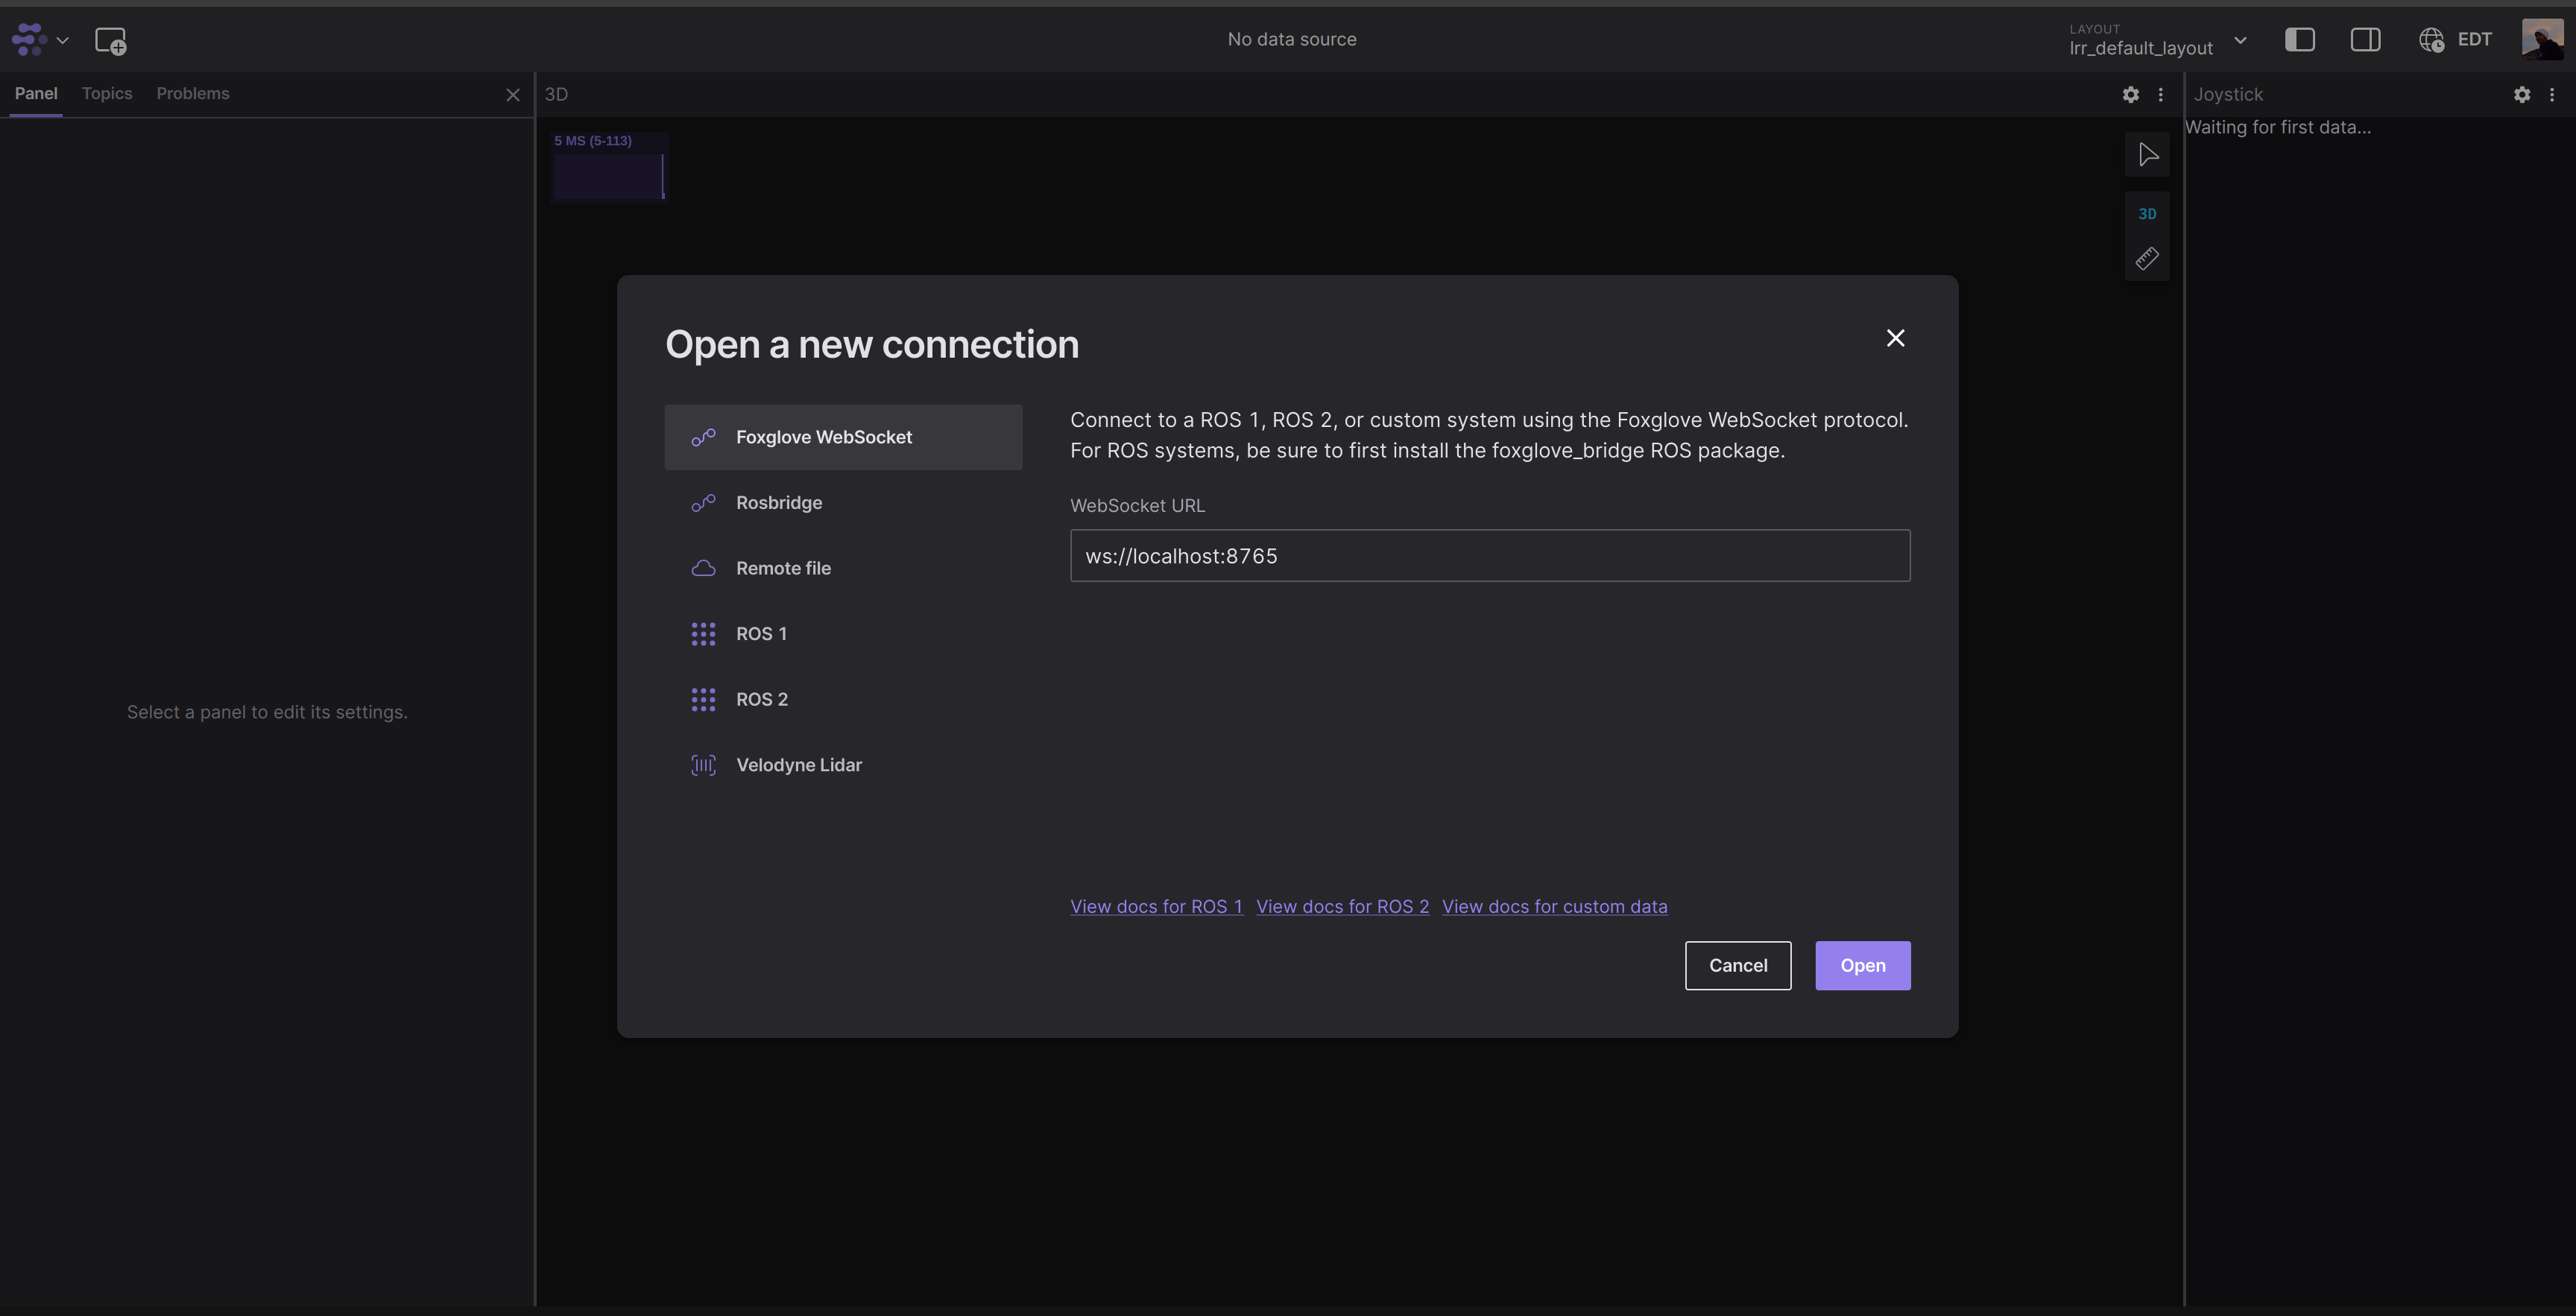 No data source
LAYOUT
lrr_default_layout
EDT
Panel
Topics
Problems
3D
Joystick
5 MS (5-113)
Waiting for first data...
3D
Open a new connection
Foxglove WebSocket
Rosbridge
Remote file
ROS 1
ROS 2
Velodyne Lidar
Connect to a ROS 1, ROS 2, or custom system using the Foxglove WebSocket protocol.
For ROS systems, be sure to first install the foxglove_bridge ROS package.
WebSocket URL
ws://localhost:8765
Select a panel to edit its settings.
View docs for ROS 1 View docs for ROS 2 View docs for custom data
Cancel
Open